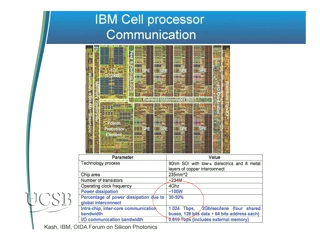 IBM Cell processor
Communication
Parameter Value
Technology process 90nm SOI with low-κ dielectrics and 8 metal
layers of copper interconnect
Chip area 235mm^2
Number of transistors ~234M
Operating clock frequency 4Ghz
Power dissipation ~100W
Percentage of power dissipation due to
global interconnect 30-50%
Intra-chip, inter-core communication
bandwidth
1.024 Tbps, 2GB/sec/lane (four shared
buses, 128 bits data + 64 bits address each)
I/O communication bandwidth 0.819 Tbps (includes external memory)
UCSB
Kash, IBM, OIDA Forum on Silicon Photonics